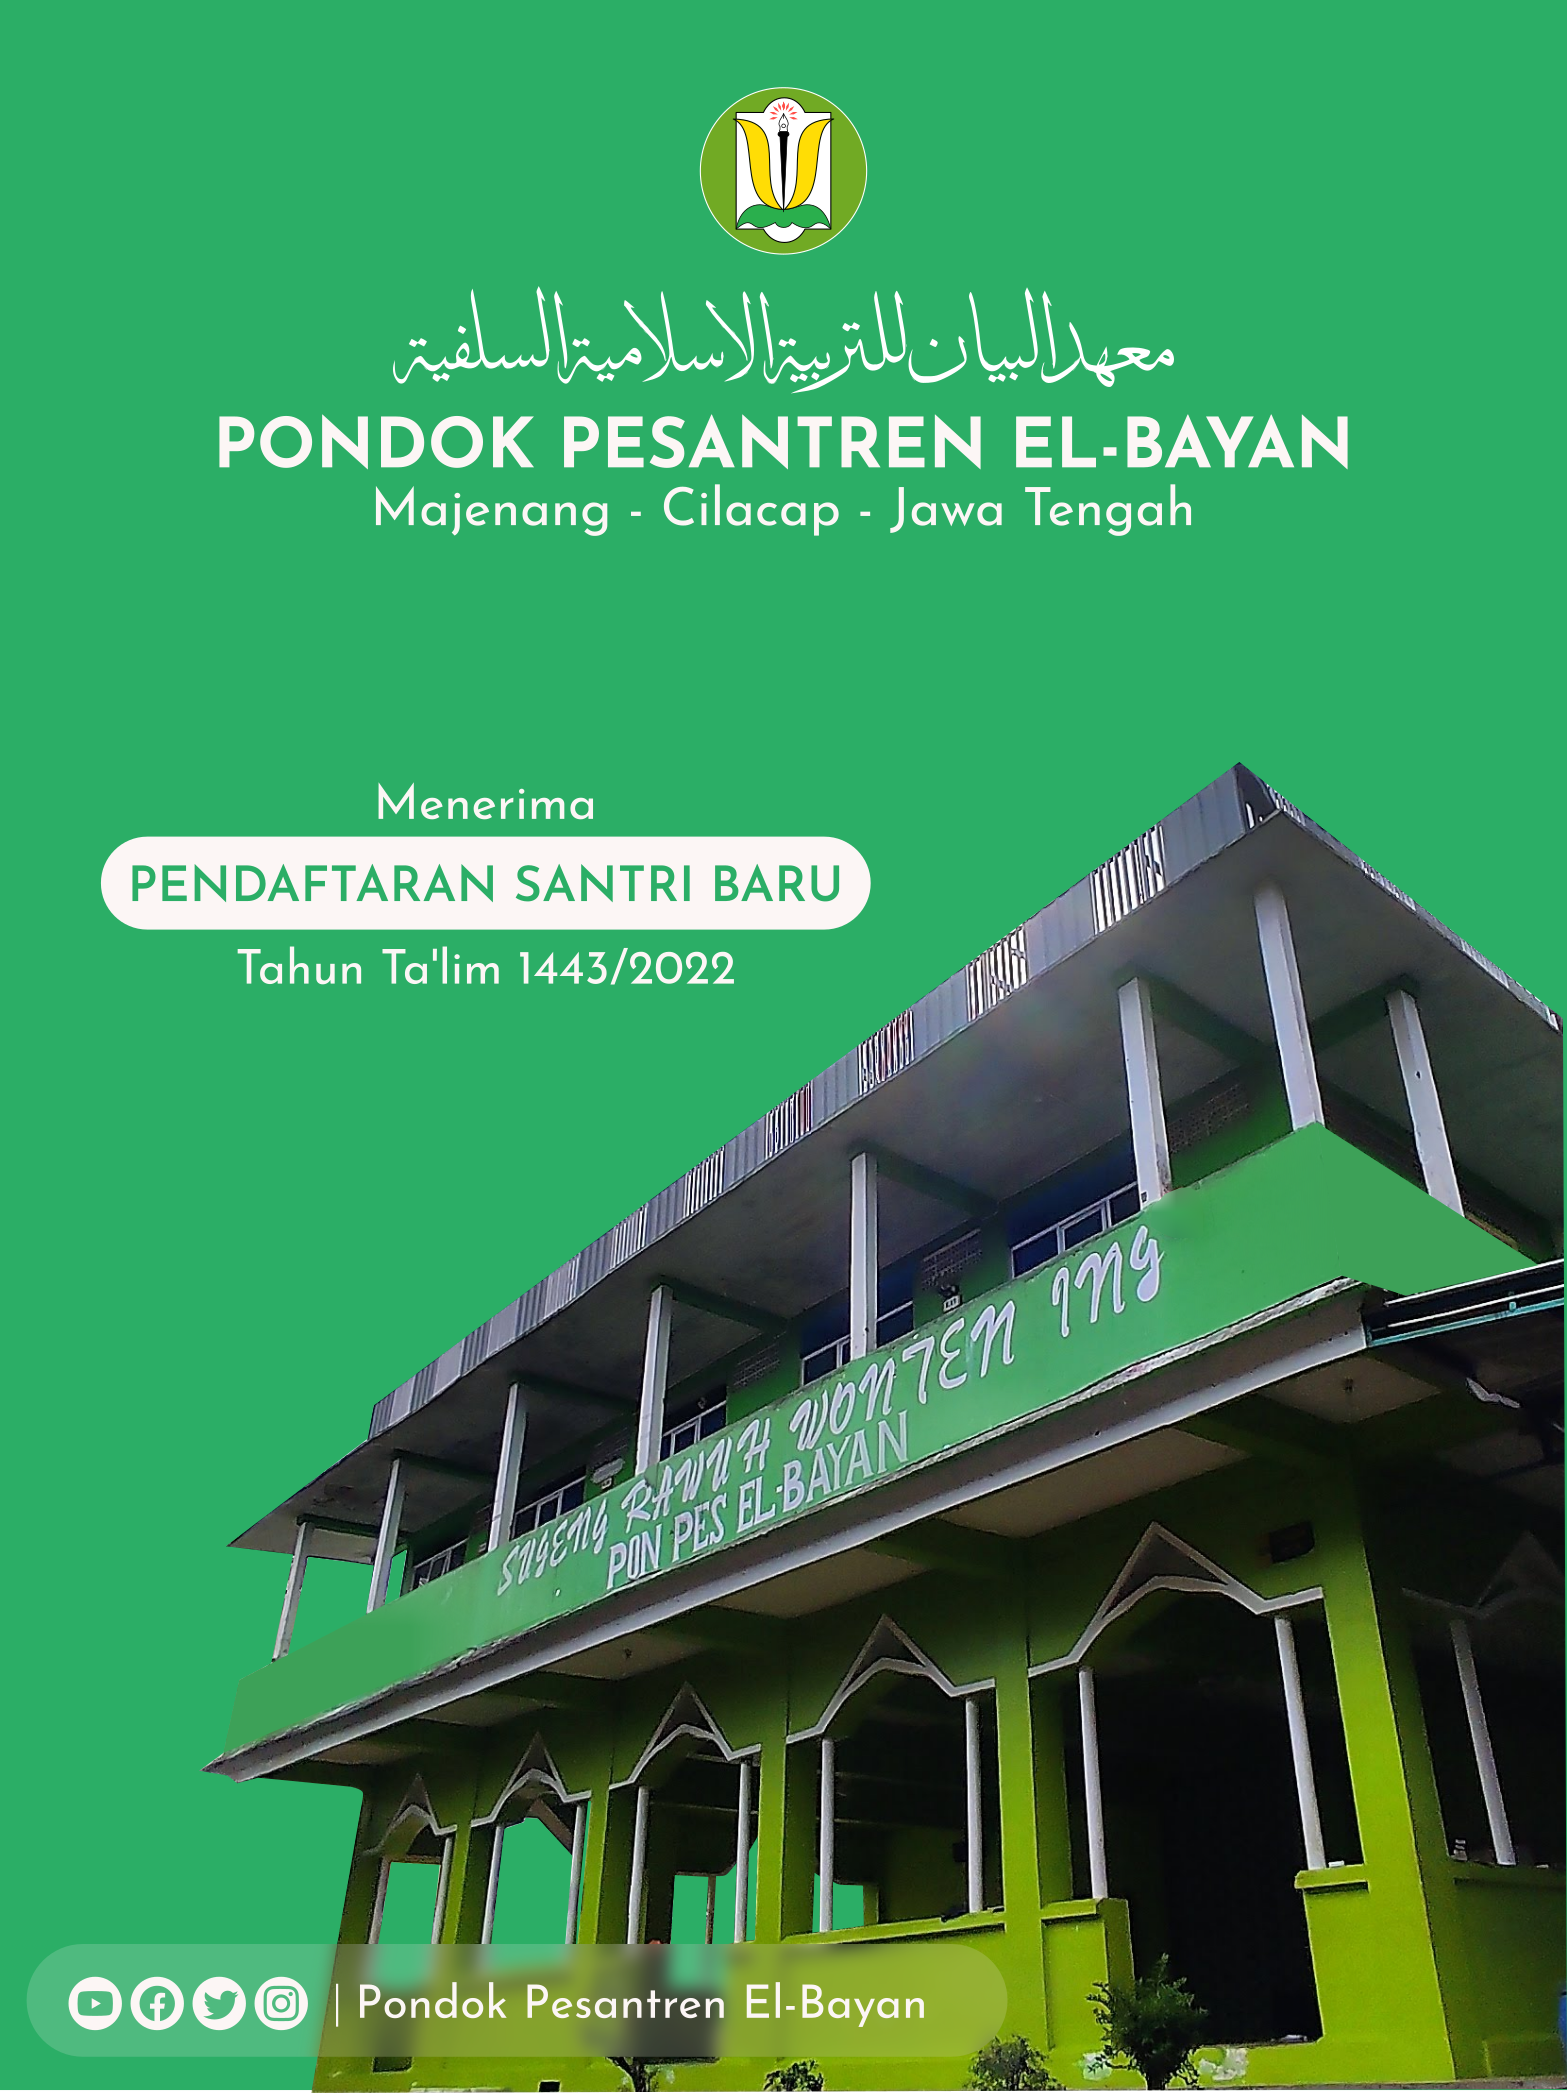 معهد البيان للتربية الاسلامية السلفية
PONDOK PESANTREN EL-BAYAN
Majenang - Cilacap - Jawa Tengah
Menerima
PENDAFTARAN SANTRI BARU
Tahun Ta'lim 1443/2022
SUGENG RAWUH WONTEN ING
PON PES EL-BAYAN
| Pondok Pesantren El-Bayan